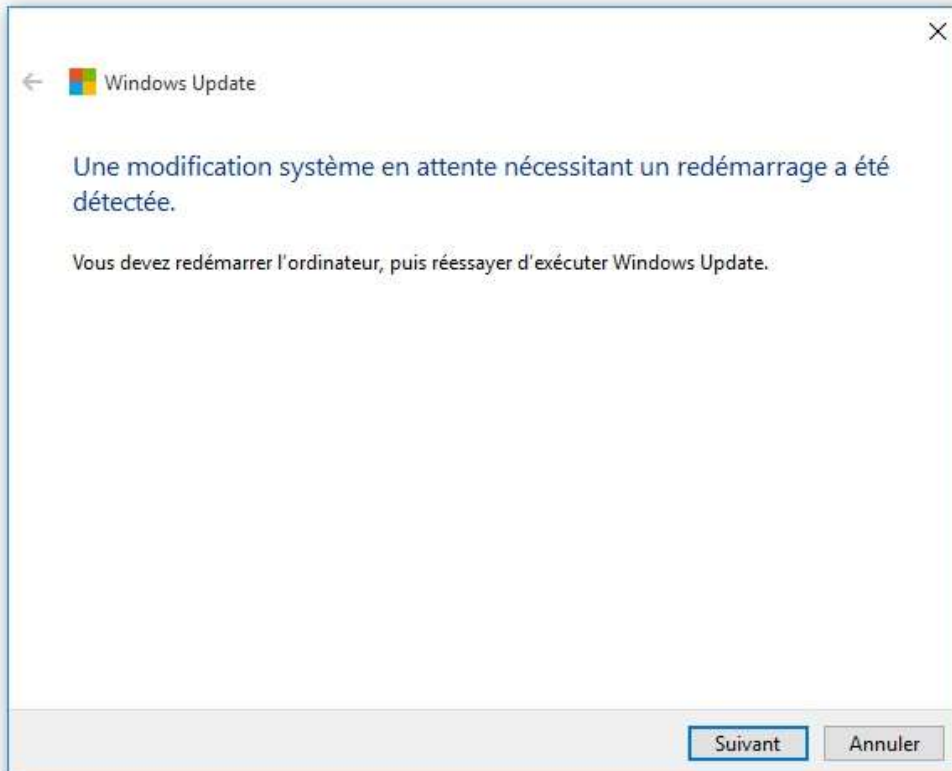 Windows Update
Une modification système en attente nécessitant un redémarrage a été
détectée.
Vous devez redémarrer l'ordinateur, puis réessayer d'exécuter Windows Update.
Suivant
Annuler